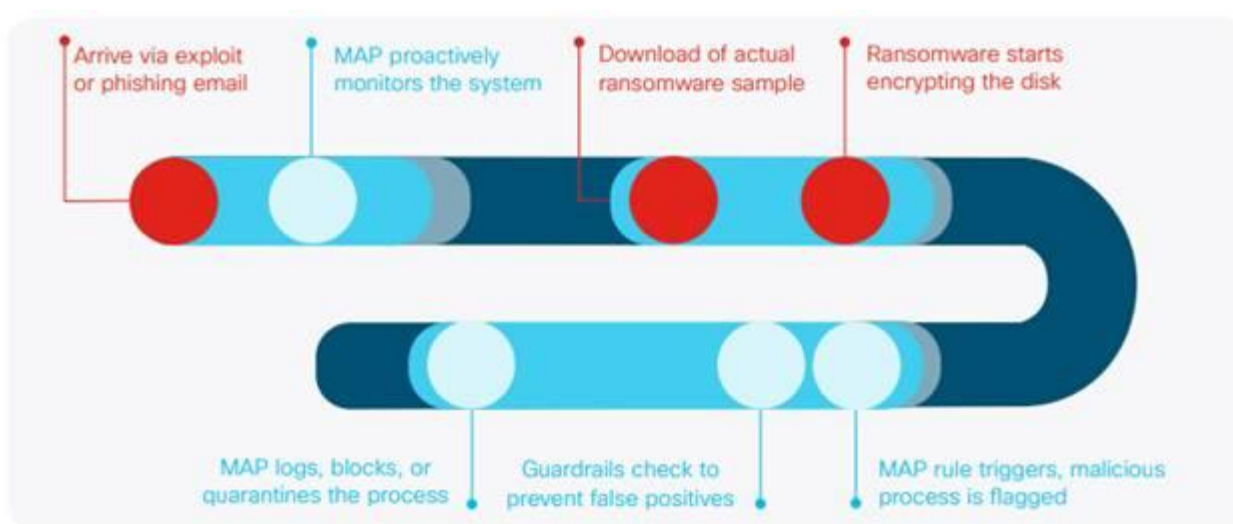 Arrive via exploit
or phishing email
MAP proactively
monitors the system
Download of actual
ransomware sample
Ransomware starts
encrypting the disk
MAP logs, blocks, or
quarantines the process
Guardrails check to
prevent false positives
MAP rule triggers, malicious
process is flagged